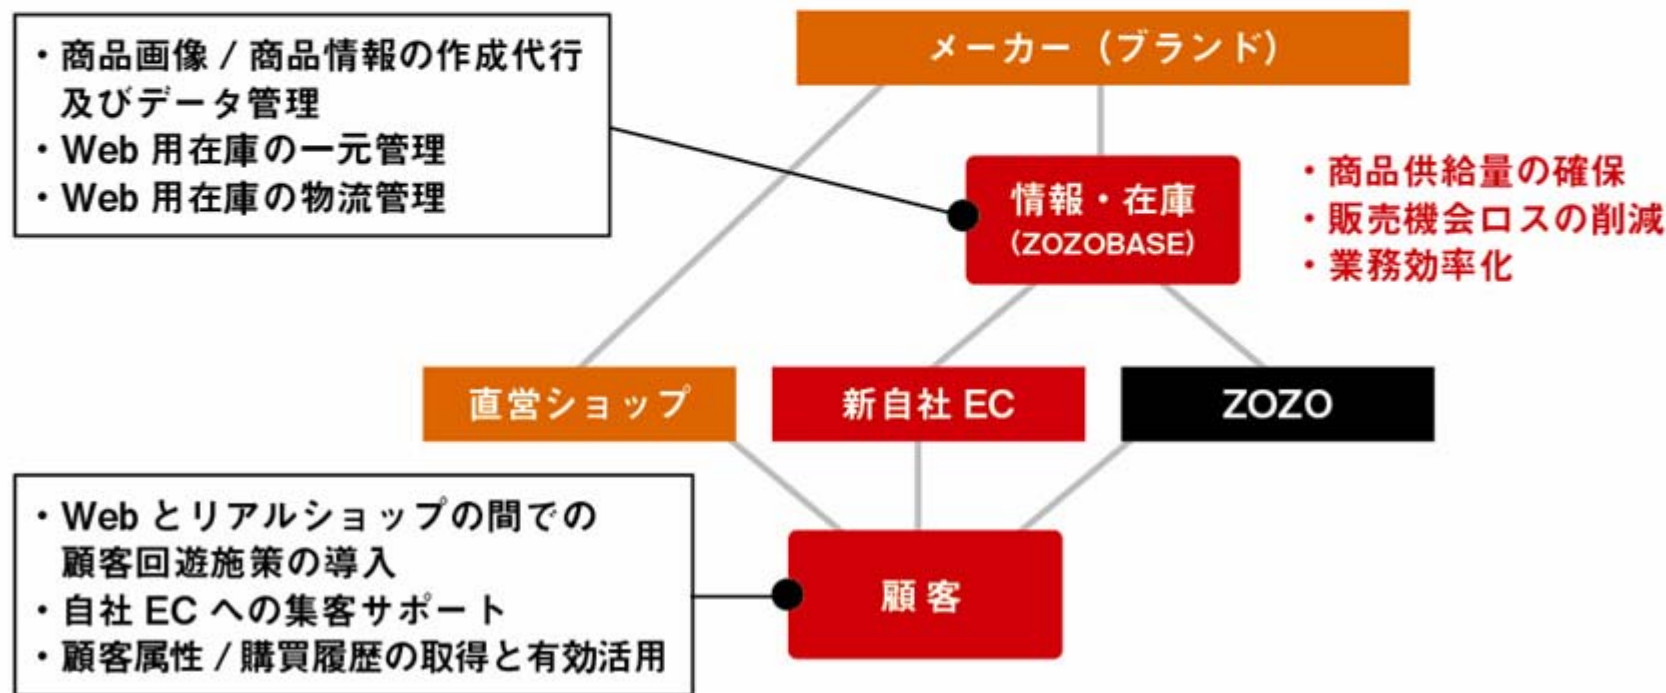 ・商品画像 / 商品情報の作成代行
及びデータ管理
・Web 用在庫の一元管理
・Web 用在庫の物流管理
メーカー（ブランド）
情報・在庫
(ZOZOBASE)
・商品供給量の確保
・販売機会ロスの削減
・業務効率化
直営ショップ
新自社 EC
ZOZO
・Web とリアルショップの間での
顧客回遊施策の導入
・自社 EC への集客サポート
・顧客属性 / 購買履歴の取得と有効活用
顧 客